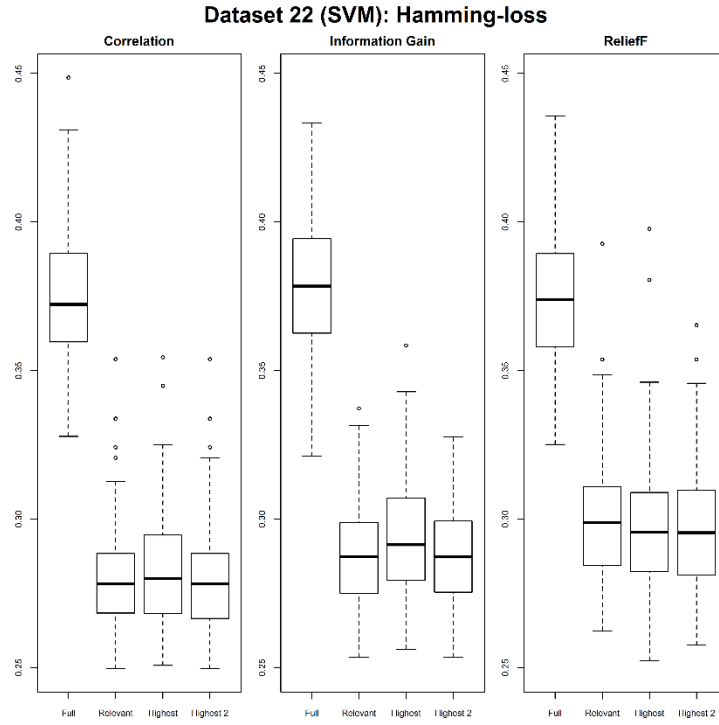 Dataset 22 (SVM): Hamming-loss
Correlation
0.45
0.40
0.35
0.30
0.25
Full Relevant Highest Highest 2
Information Gain
0.45
0.40
0.35
0.30
0.25
Full Relevant Highest Highest 2
ReliefF
0.45
0.40
0.35
0.30
0.25
Full Relevant Highest Highest 2